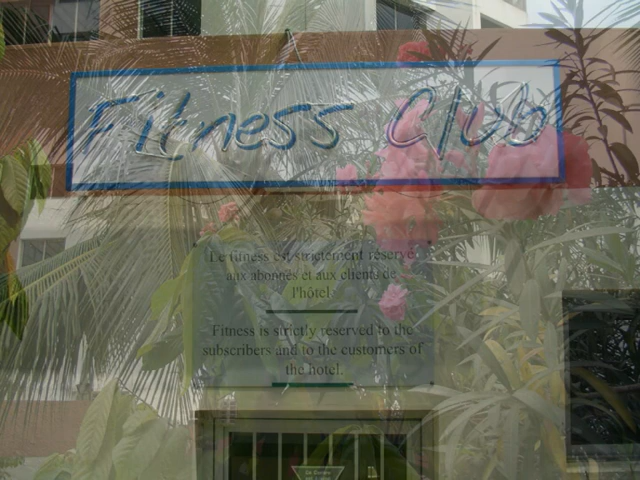 Fitness Club
Le fitness est strictement réservé
aux abonnés et aux clients de
l'hôtel
Fitness is strictly reserved to the
subscribers and to the customers of
the hotel.